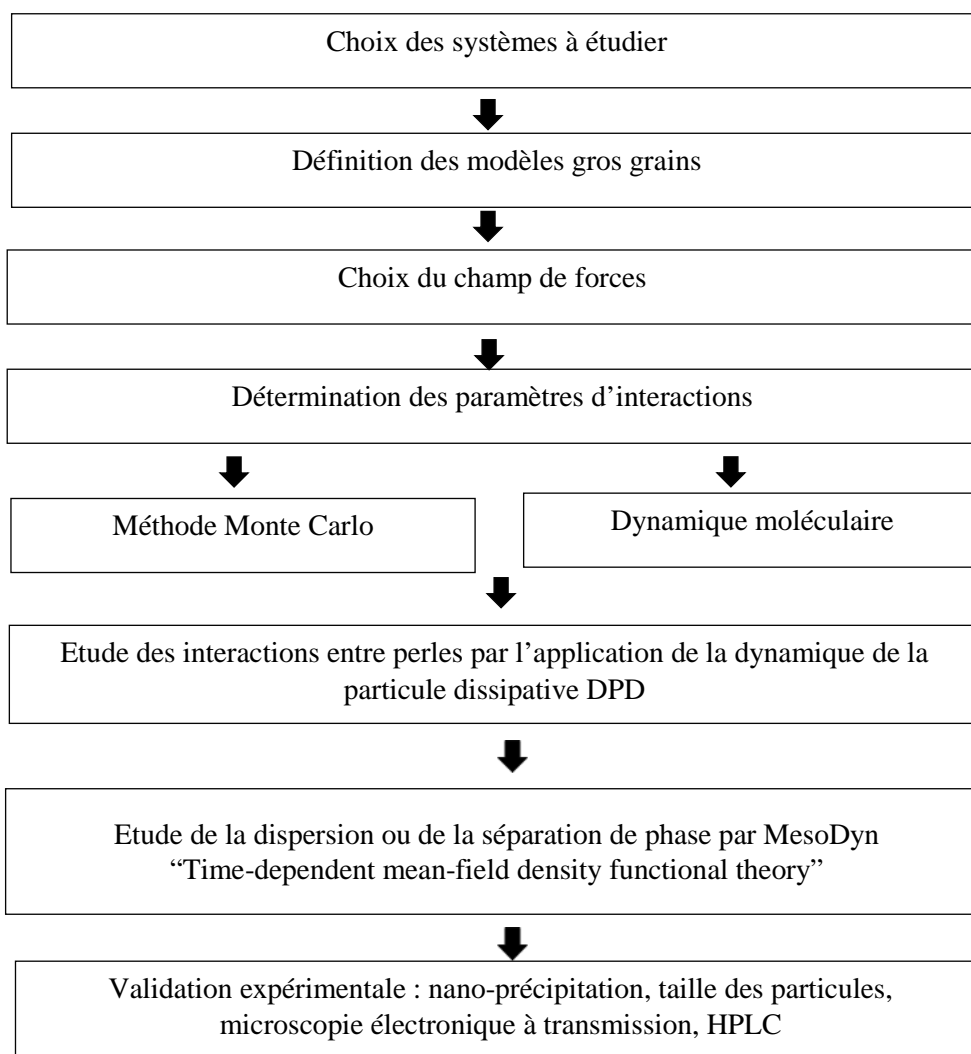 Choix des systèmes à étudier
Définition des modèles gros grains
Choix du champ de forces
Détermination des paramètres d’interactions
Méthode Monte Carlo
Dynamique moléculaire
Etude des interactions entre perles par l’application de la dynamique de la
particule dissipative DPD
Etude de la dispersion ou de la séparation de phase par MesoDyn
“Time-dependent mean-field density functional theory”
Validation expérimentale : nano-précipitation, taille des particules,
microscopie électronique à transmission, HPLC